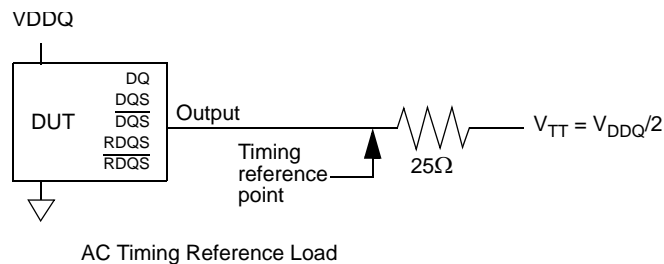 VDDQ
DUT
DQ
DQS
DQS
RDQS
RDQS
Output
Timing
reference
point
25Ω
VTT = VDDQ/2
AC Timing Reference Load